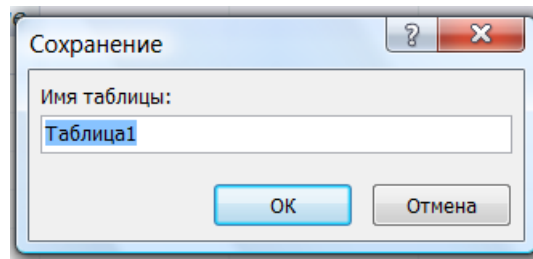 Сохранение
?
Имя таблицы:
Таблица1
ОК
Отмена